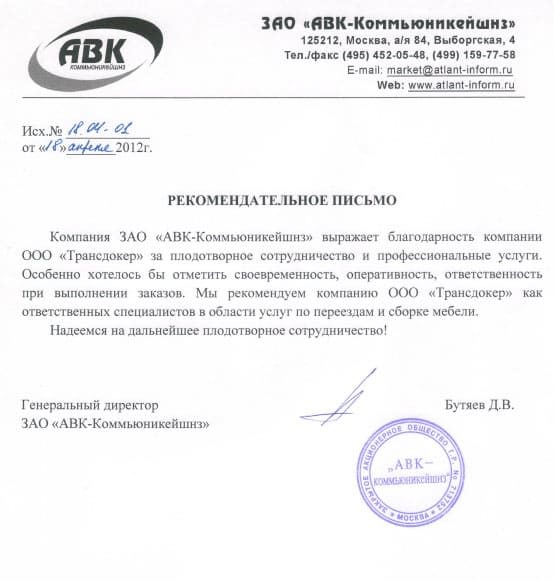 АВК
КОММЬЮНИКЕЙШНЗ
ЗАО «АВК-Коммьюникейшнз»
125212, Москва, а/я 84, Выборгская, 4
Тел./факс (495) 452-05-48, (499) 159-77-58
E-mail: market@atlant-inform.ru
Web: www.atlant-inform.ru
Исх.№ 18.04-01
от «18» апреля 2012г.
РЕКОМЕНДАТЕЛЬНОЕ ПИСЬМО
Компания ЗАО «АВК-Коммьюникейшнз» выражает благодарность компании
ООО «Трансдокер» за плодотворное сотрудничество и профессиональные услуги.
Особенно хотелось бы отметить своевременность, оперативность, ответственность
при выполнении заказов. Мы рекомендуем компанию ООО «Трансдокер» как
ответственных специалистов в области услуг по переездам и сборке мебели.
Надеемся на дальнейшее плодотворное сотрудничество!
Генеральный директор
Бутяев Д.В.
ЗАО «АВК-Коммьюникейшнз»
ЗАКРЫТОЕ АКЦИОНЕРНОЕ ОБЩЕСТВО Г.Р. № 719752
„АВК–
коммьюникейшнз"
* МОСКВА *